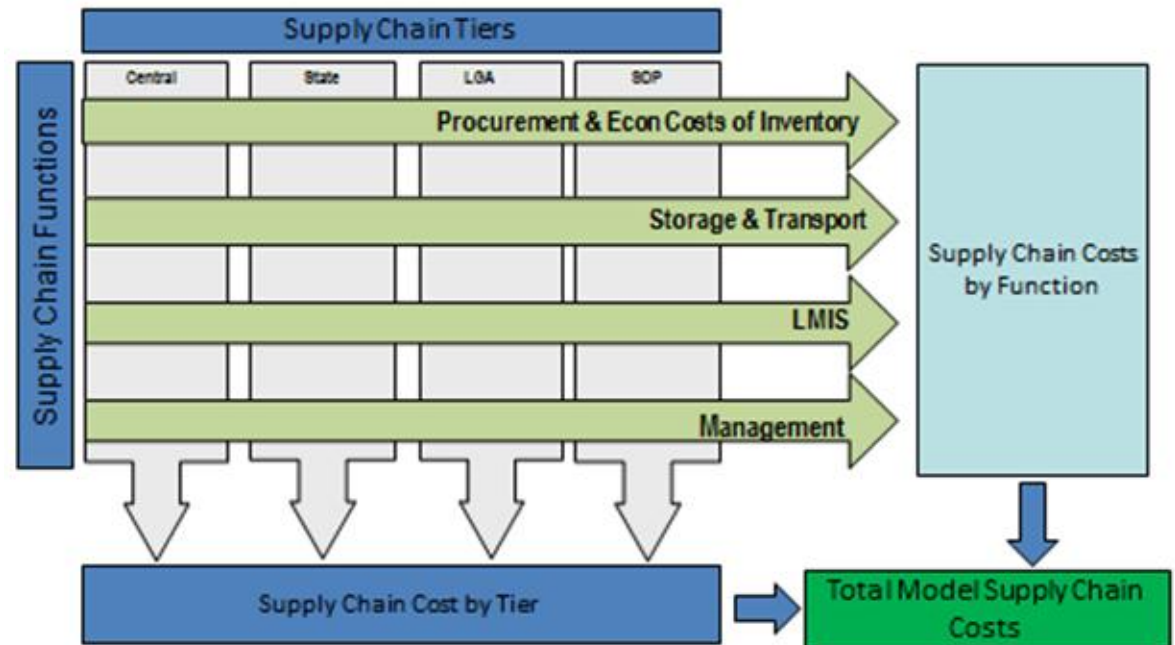 Supply Chain Tiers
Supply Chain Functions
Central
State
LGA
SDP
Procurement & Econ Costs of Inventory
Storage & Transport
LMIS
Management
Supply Chain Costs
by Function
Supply Chain Cost by Tier
Total Model Supply Chain
Costs